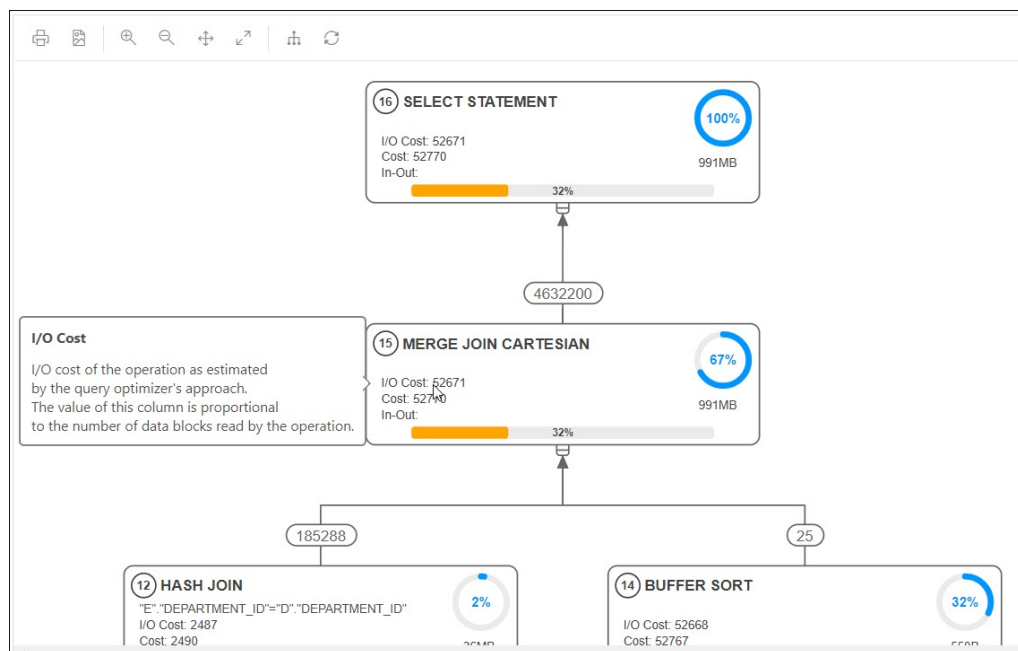 16 SELECT STATEMENT
100%
I/O Cost: 52671
Cost: 52770
In-Out:
991MB
32%
4632200
I/O Cost
I/O cost of the operation as estimated
by the query optimizer's approach.
The value of this column is proportional
to the number of data blocks read by the operation.
15 MERGE JOIN CARTESIAN
67%
I/O Cost: 52671
Cost: 52770
In-Out:
991MB
32%
185288
25
12 HASH JOIN
2%
"E"."DEPARTMENT_ID"="D"."DEPARTMENT_ID"
I/O Cost: 2487
Cost: 2490
14 BUFFER SORT
32%
I/O Cost: 52668
Cost: 52767